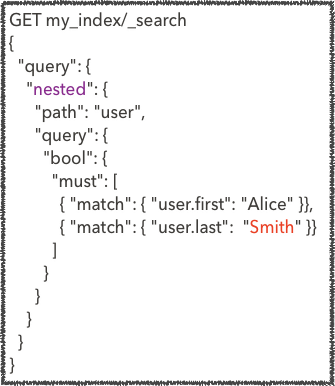 GET my_index/_search
{
"query": {
"nested": {
"path": "user",
"query": {
"bool": {
"must": [
{ "match": { "user.first": "Alice" }},
{ "match": { "user.last":  "Smith" }}
]
}
}
}
}
}